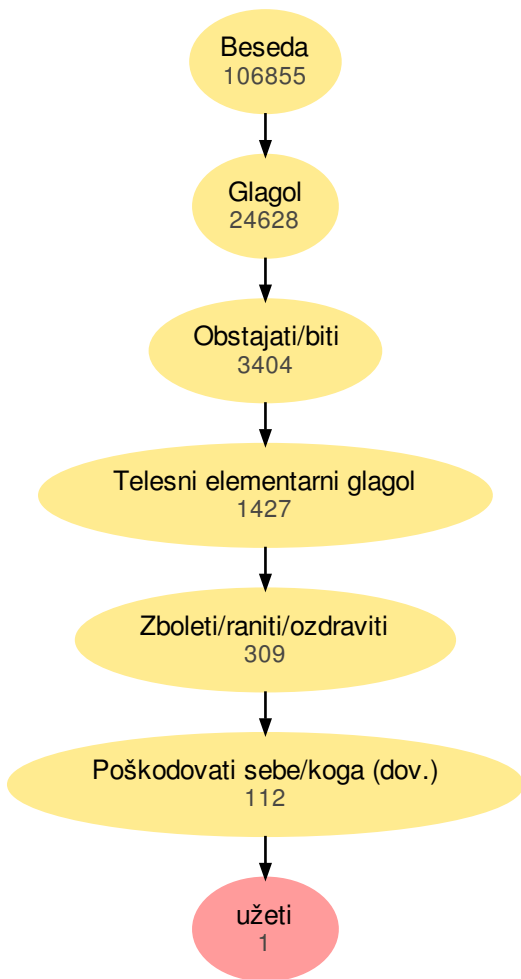 Beseda
106855
Glagol
24628
Obstajati/biti
3404
Telesni elementarni glagol
1427
Zboleti/raniti/ozdraviti
309
Poškodovati sebe/koga (dov.)
112
užeti
1